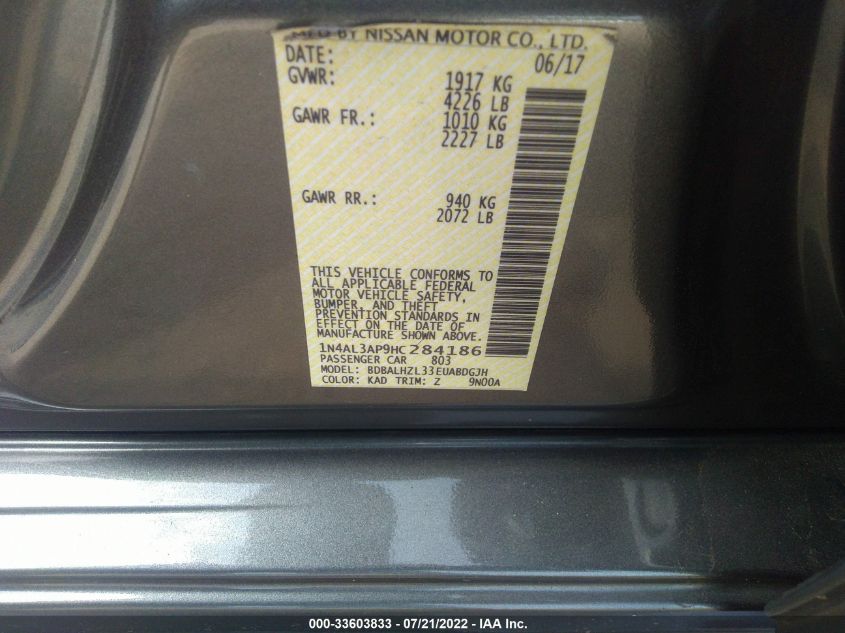 MFD BY NISSAN MOTOR CO., LTD.
DATE: 06/17
GVWR: 1917 KG
4226 LB
GAWR FR.: 1010 KG
2227 LB
GAWR RR.: 940 KG
2072 LB
THIS VEHICLE CONFORMS TO
ALL APPLICABLE FEDERAL
MOTOR VEHICLE SAFETY,
BUMPER, AND THEFT
PREVENTION STANDARDS IN
EFFECT ON THE DATE OF
MANUFACTURE SHOWN ABOVE.
1N4AL3AP9HC284186
PASSENGER CAR 803
MODEL: BDBALHZL33EUABDGJH
COLOR: KAD TRIM: Z 9N00A
000-33603833 - 07/21/2022 - IAA Inc.